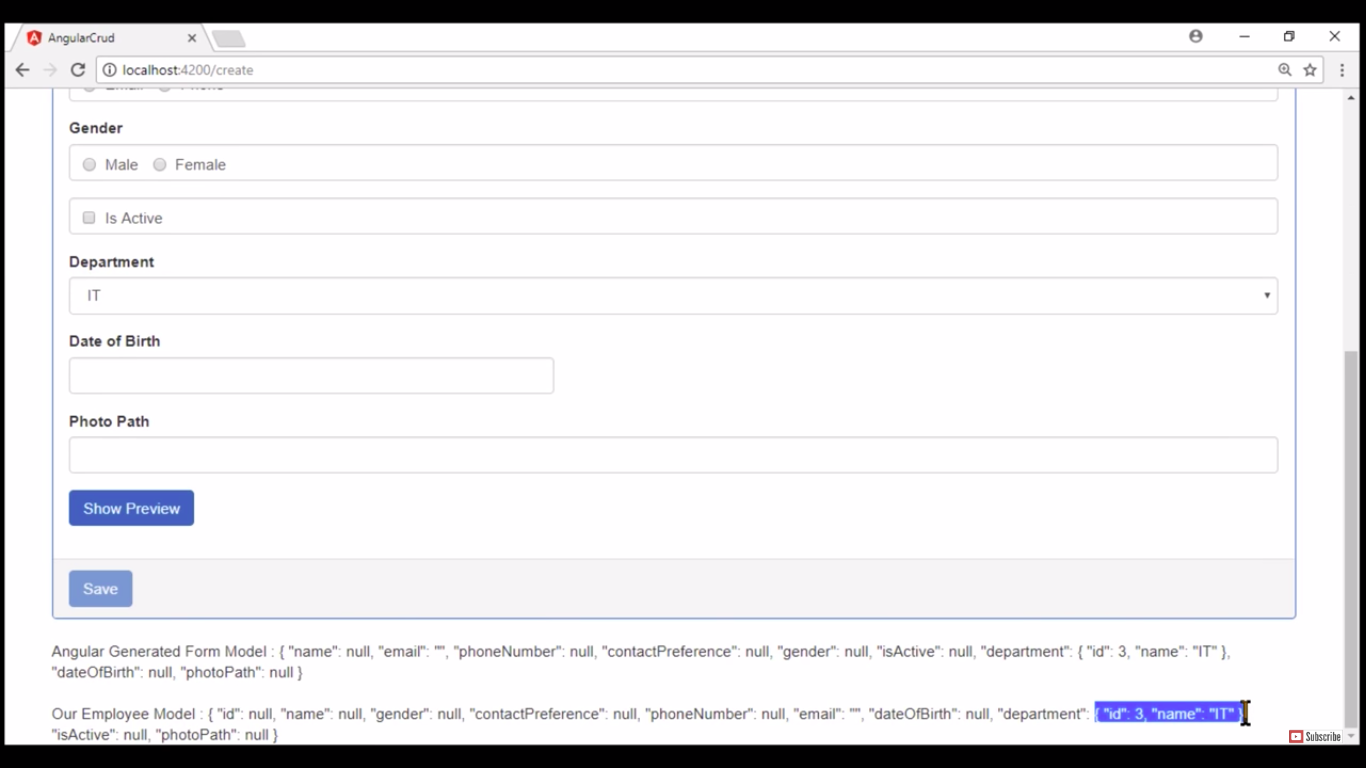 AngularCrud
localhost:4200/create
Email Phone
Gender
Male Female
Is Active
Department
IT
Date of Birth
Photo Path
Show Preview
Save
Angular Generated Form Model : { "name": null, "email": "", "phoneNumber": null, "contactPreference": null, "gender": null, "isActive": null, "department": { "id": 3, "name": "IT" },
"dateOfBirth": null, "photoPath": null }
Our Employee Model : { "id": null, "name": null, "gender": null, "contactPreference": null, "phoneNumber": null, "email": "", "dateOfBirth": null, "department": { "id": 3, "name": "IT" }
"isActive": null, "photoPath": null }
Subscribe